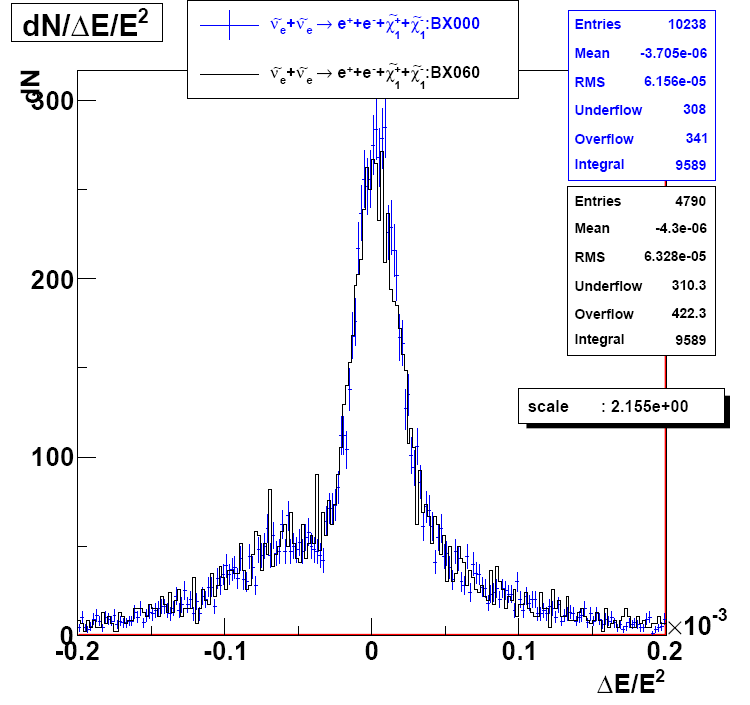 dN/ΔE/E²
ν̃ₑ+ν̃ₑ → e⁺+e⁻+χ̃₁⁺+χ̃₁⁻:BX000
ν̃ₑ+ν̃ₑ → e⁺+e⁻+χ̃₁⁺+χ̃₁⁻:BX060
Entries 10238
Mean -3.705e-06
RMS 6.156e-05
Underflow 308
Overflow 341
Integral 9589
Entries 4790
Mean -4.3e-06
RMS 6.328e-05
Underflow 310.3
Overflow 422.3
Integral 9589
scale : 2.155e+00
dN
300
200
100
0
-0.2 -0.1 0 0.1 0.2
×10⁻³
ΔE/E²